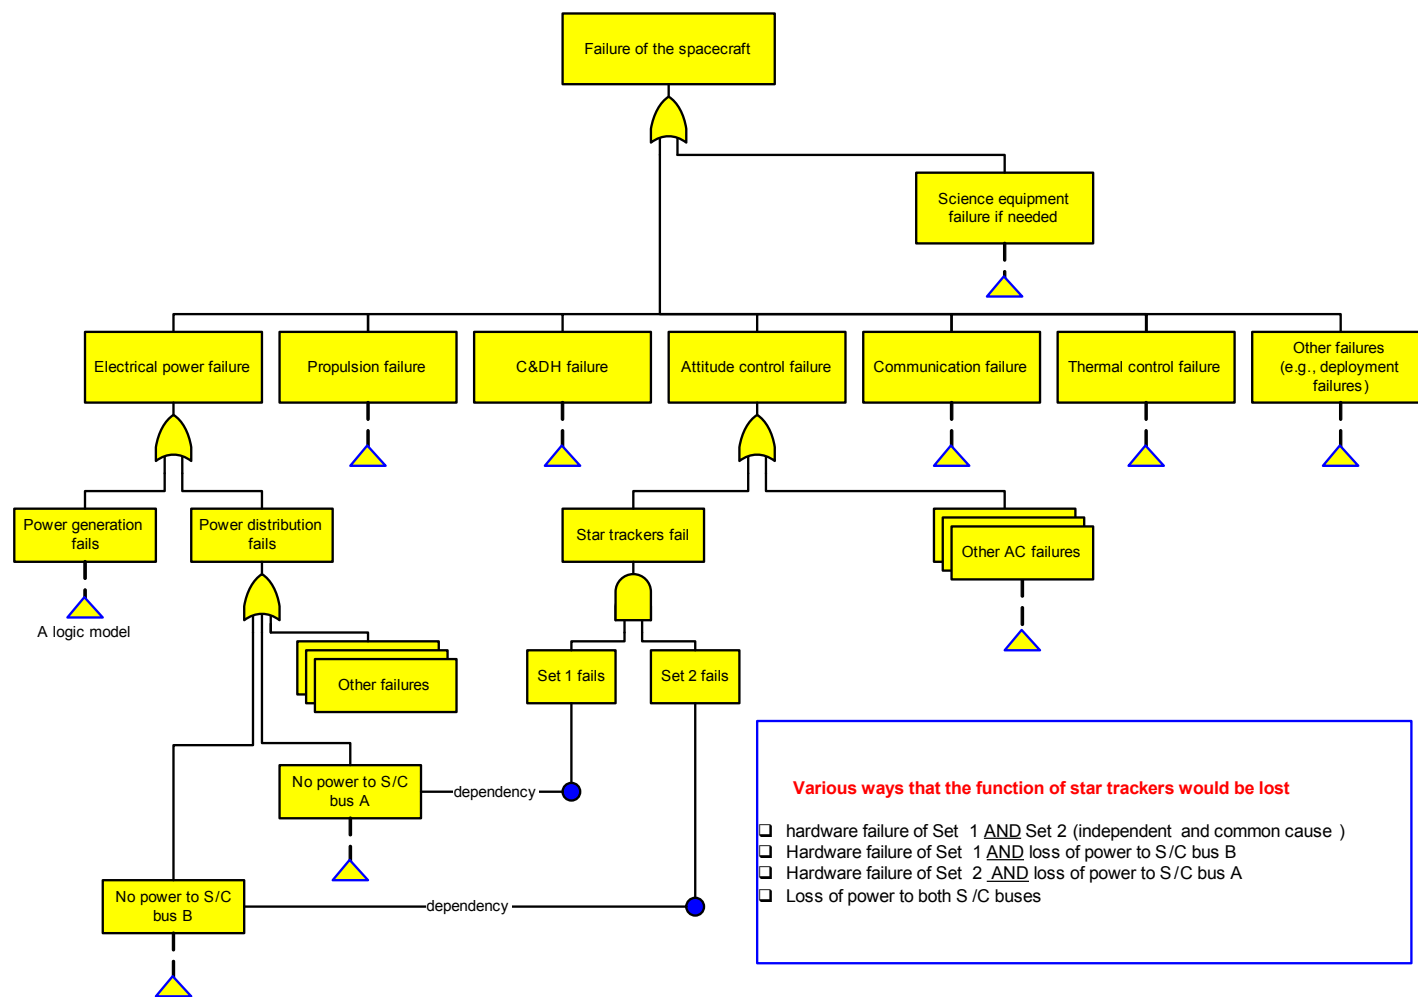 Failure of the spacecraft
Science equipment
failure if needed
Electrical power failure
Propulsion failure
C&DH failure
Attitude control failure
Communication failure
Thermal control failure
Other failures
(e.g., deployment
failures)
Power generation
fails
Power distribution
fails
Star trackers fail
Other AC failures
A logic model
Other failures
Set 1 fails
Set 2 fails
No power to S/C
bus A
dependency
No power to S/C
bus B
dependency
Various ways that the function of star trackers would be lost
❑ hardware failure of Set 1 AND Set 2 (independent and common cause )
❑ Hardware failure of Set 1 AND loss of power to S/C bus B
❑ Hardware failure of Set 2 AND loss of power to S/C bus A
❑ Loss of power to both S /C buses